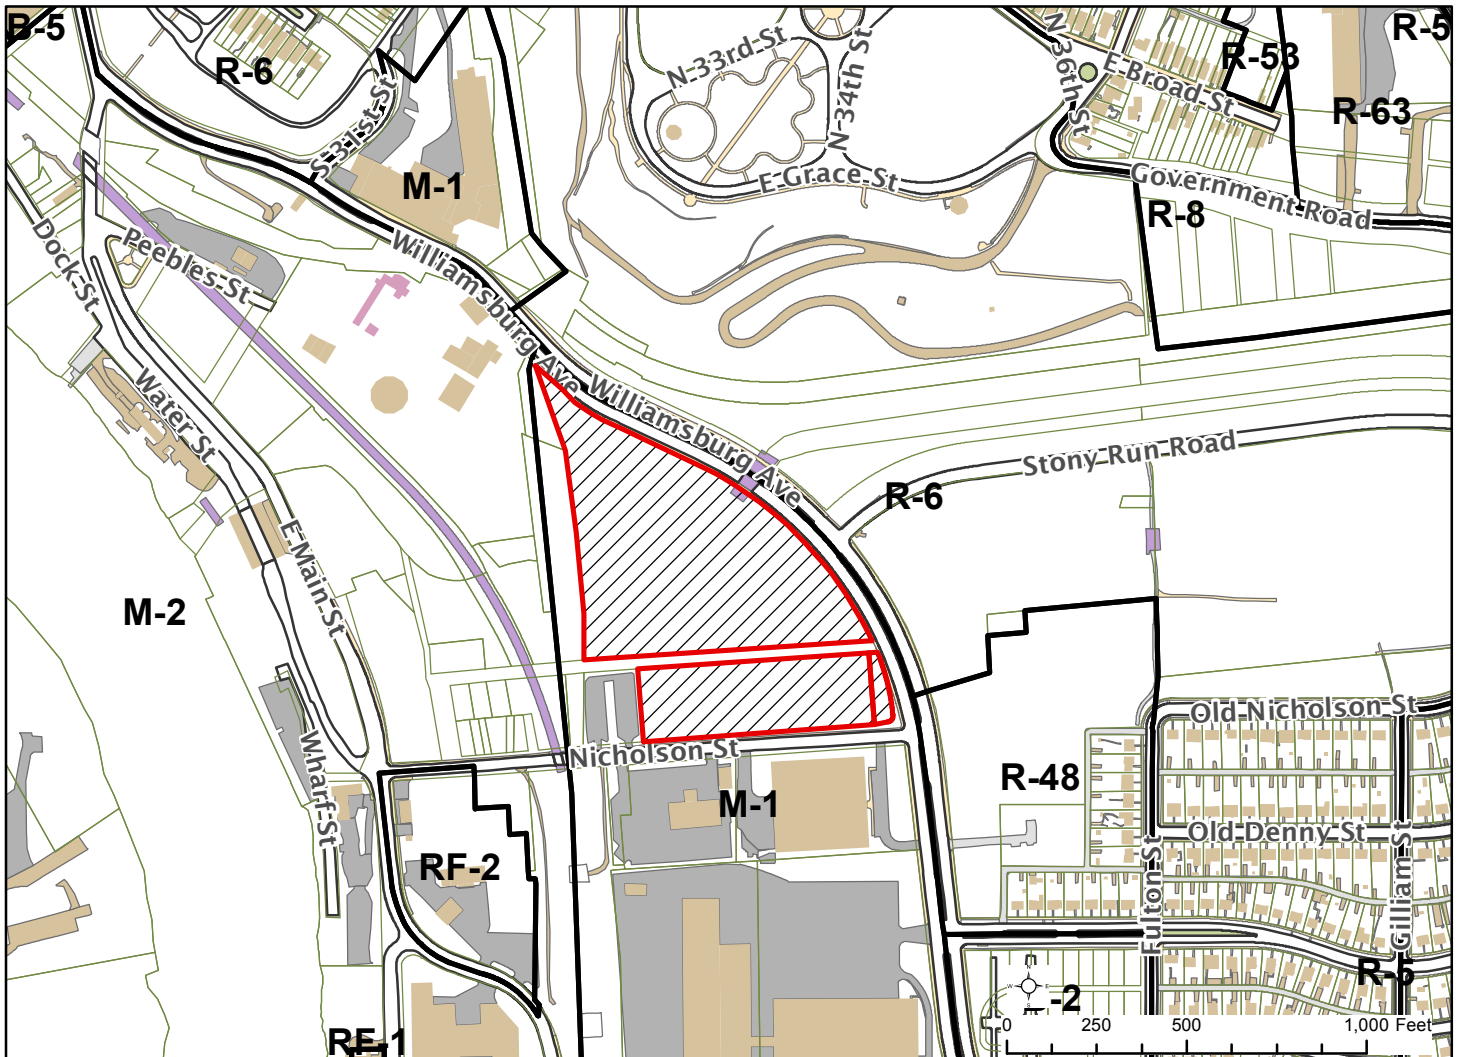 B-5
R-6
N 33rd St
N 34th St
N 36th St
E Broad St
R-53
R-5
R-63
S 31st St
M-1
E Grace St
Government Road
R-8
Dock St
Peebles St
Williamsburg Ave
Williamsburg Ave
Water St
Stony Run Road
R-6
E Main St
M-2
Old Nicholson St
Nicholson St
Wharf St
R-48
M-1
Old Denny St
RF-2
Fulton St
Gilliam St
R-5
N
W E
S
-2
0 250 500 1,000 Feet
RF-1